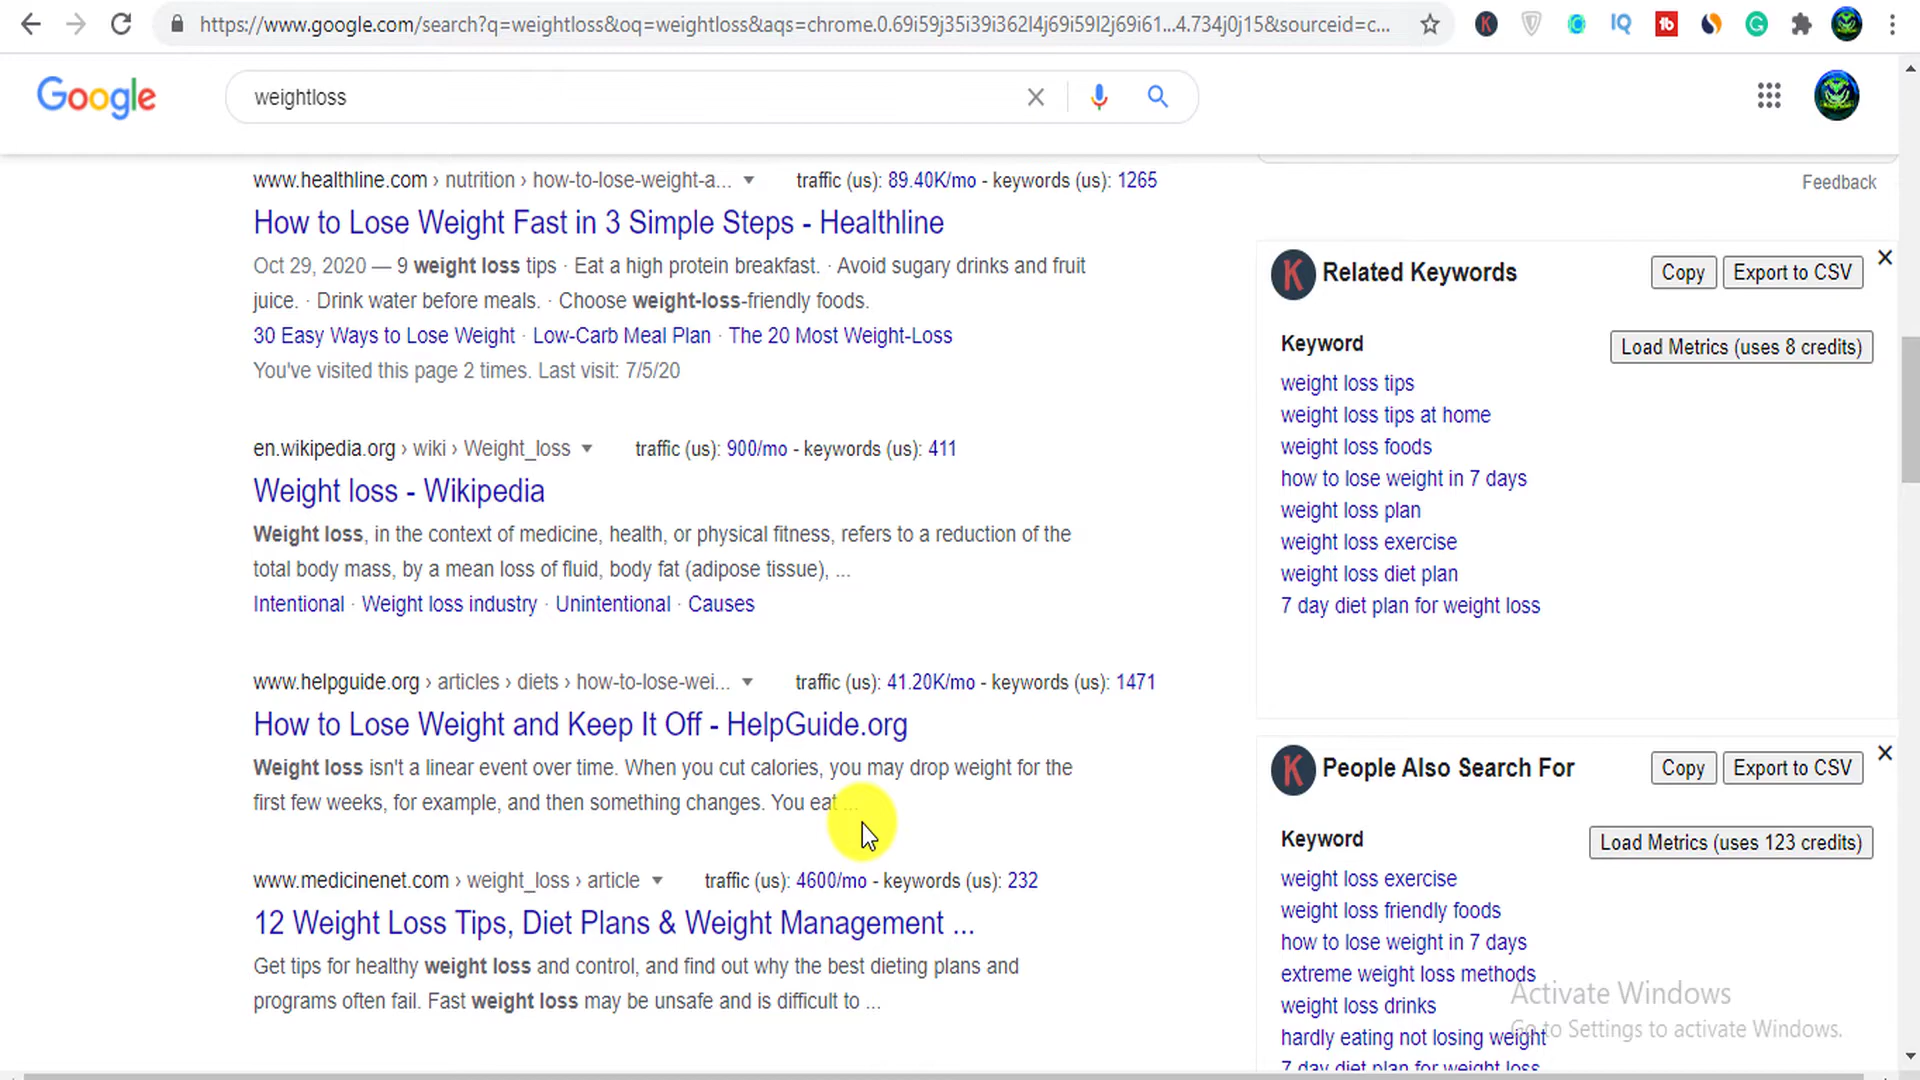 https://www.google.com/search?q=weightloss&oq=weightloss&aqs=chrome.0.69i59j35i39i362l4j69i59l2j69i61...4.734j0j15&sourceid=c...
Google
weightloss
www.healthline.com › nutrition › how-to-lose-weight-a... traffic (us): 89.40K/mo - keywords (us): 1265
How to Lose Weight Fast in 3 Simple Steps - Healthline
Oct 29, 2020 — 9 weight loss tips · Eat a high protein breakfast. · Avoid sugary drinks and fruit
juice. · Drink water before meals. · Choose weight-loss-friendly foods.
30 Easy Ways to Lose Weight · Low-Carb Meal Plan · The 20 Most Weight-Loss
You've visited this page 2 times. Last visit: 7/5/20
en.wikipedia.org › wiki › Weight_loss traffic (us): 900/mo - keywords (us): 411
Weight loss - Wikipedia
Weight loss, in the context of medicine, health, or physical fitness, refers to a reduction of the
total body mass, by a mean loss of fluid, body fat (adipose tissue), ...
Intentional · Weight loss industry · Unintentional · Causes
www.helpguide.org › articles › diets › how-to-lose-wei... traffic (us): 41.20K/mo - keywords (us): 1471
How to Lose Weight and Keep It Off - HelpGuide.org
Weight loss isn't a linear event over time. When you cut calories, you may drop weight for the
first few weeks, for example, and then something changes. You eat ...
www.medicinenet.com › weight_loss › article traffic (us): 4600/mo - keywords (us): 232
12 Weight Loss Tips, Diet Plans & Weight Management ...
Get tips for healthy weight loss and control, and find out why the best dieting plans and
programs often fail. Fast weight loss may be unsafe and is difficult to ...
Feedback
K Related Keywords Copy Export to CSV
Keyword Load Metrics (uses 8 credits)
weight loss tips
weight loss tips at home
weight loss foods
how to lose weight in 7 days
weight loss plan
weight loss exercise
weight loss diet plan
7 day diet plan for weight loss
K People Also Search For Copy Export to CSV
Keyword Load Metrics (uses 123 credits)
weight loss exercise
weight loss friendly foods
how to lose weight in 7 days
extreme weight loss methods
weight loss drinks
hardly eating not losing weight
7 day diet plan for weight loss
Activate Windows
Go to Settings to activate Windows.